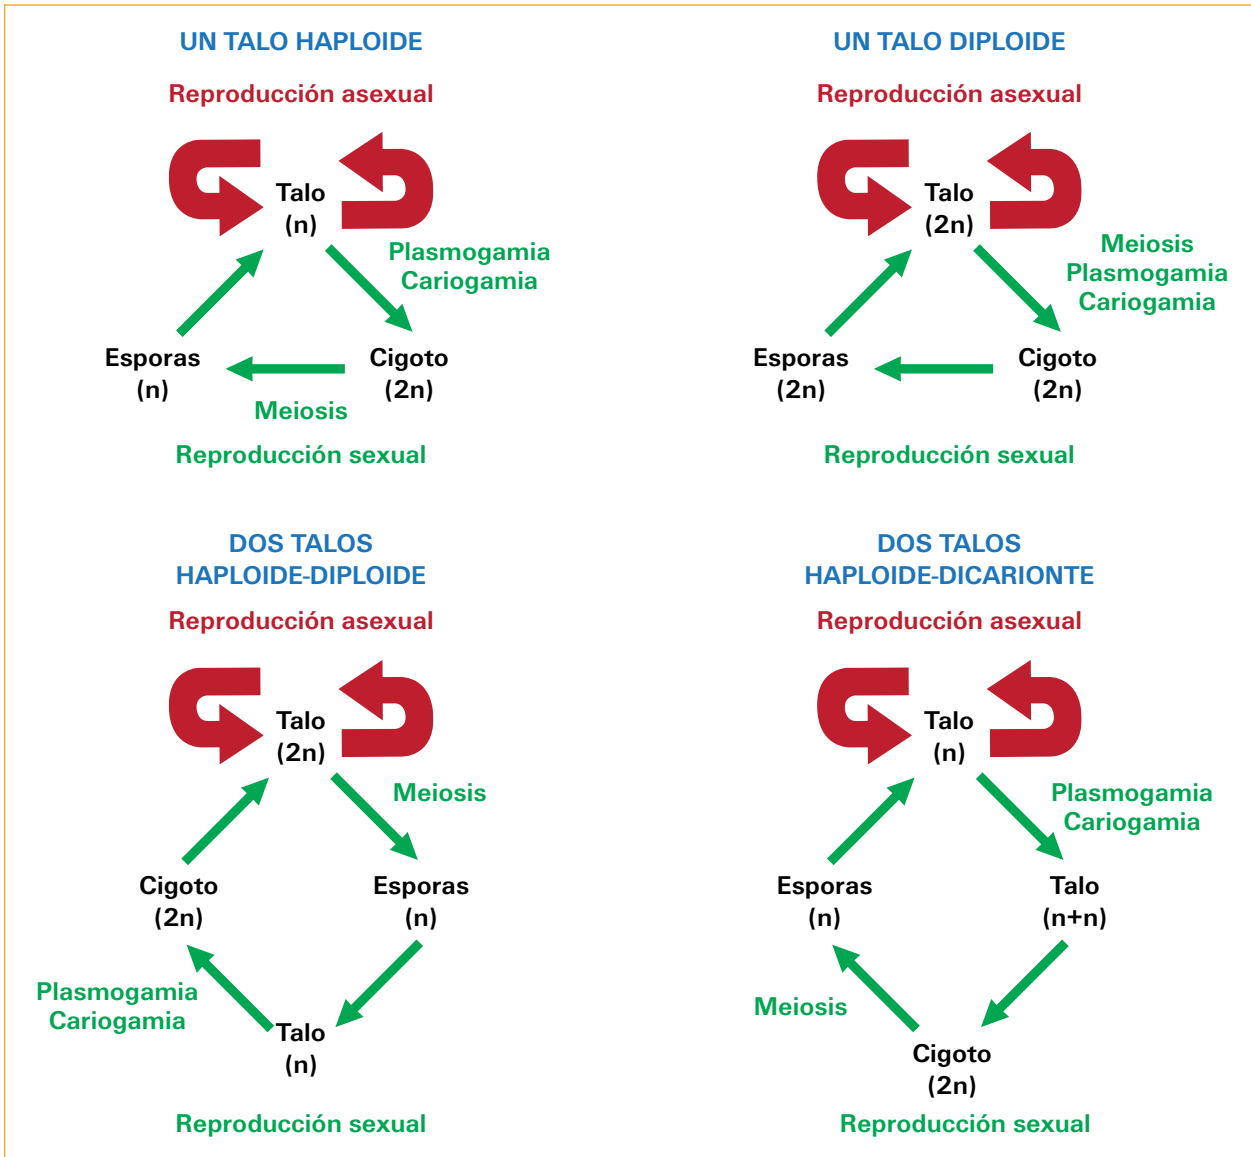 UN TALO HAPLOIDE
Reproducción asexual
Talo
(n)
Plasmogamia
Cariogamia
Esporas
(n)
Cigoto
(2n)
Meiosis
Reproducción sexual
UN TALO DIPLOIDE
Reproducción asexual
Talo
(2n)
Meiosis
Plasmogamia
Cariogamia
Esporas
(2n)
Cigoto
(2n)
Reproducción sexual
DOS TALOS
HAPLOIDE-DIPLOIDE
Reproducción asexual
Talo
(2n)
Meiosis
Cigoto
(2n)
Esporas
(n)
Plasmogamia
Cariogamia
Talo
(n)
Reproducción sexual
DOS TALOS
HAPLOIDE-DICARIONTE
Reproducción asexual
Talo
(n)
Plasmogamia
Cariogamia
Esporas
(n)
Talo
(n+n)
Meiosis
Cigoto
(2n)
Reproducción sexual